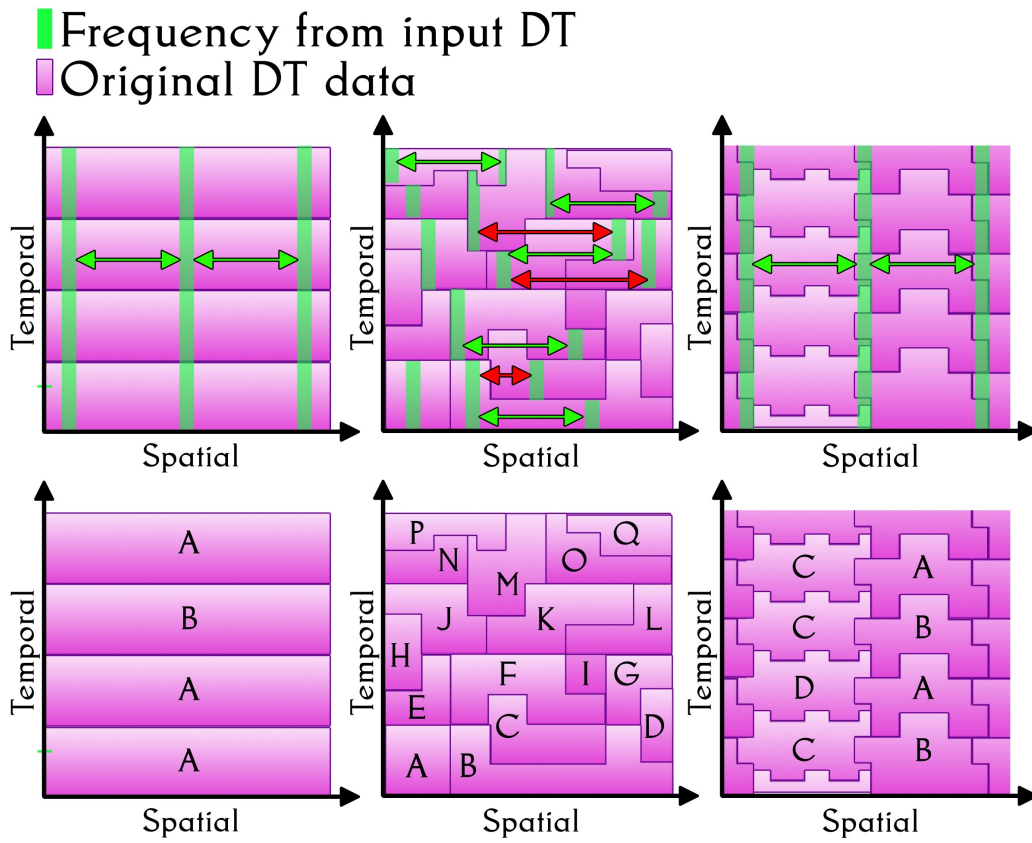 Frequency from input DT
Original DT data
Temporal
Spatial
Temporal
Spatial
Temporal
Spatial
Temporal
A
B
A
A
Spatial
Temporal
P
Q
N
O
M
J
K
L
H
F
I
G
E
C
D
A
B
Spatial
Temporal
C A
C B
D A
C B
Spatial